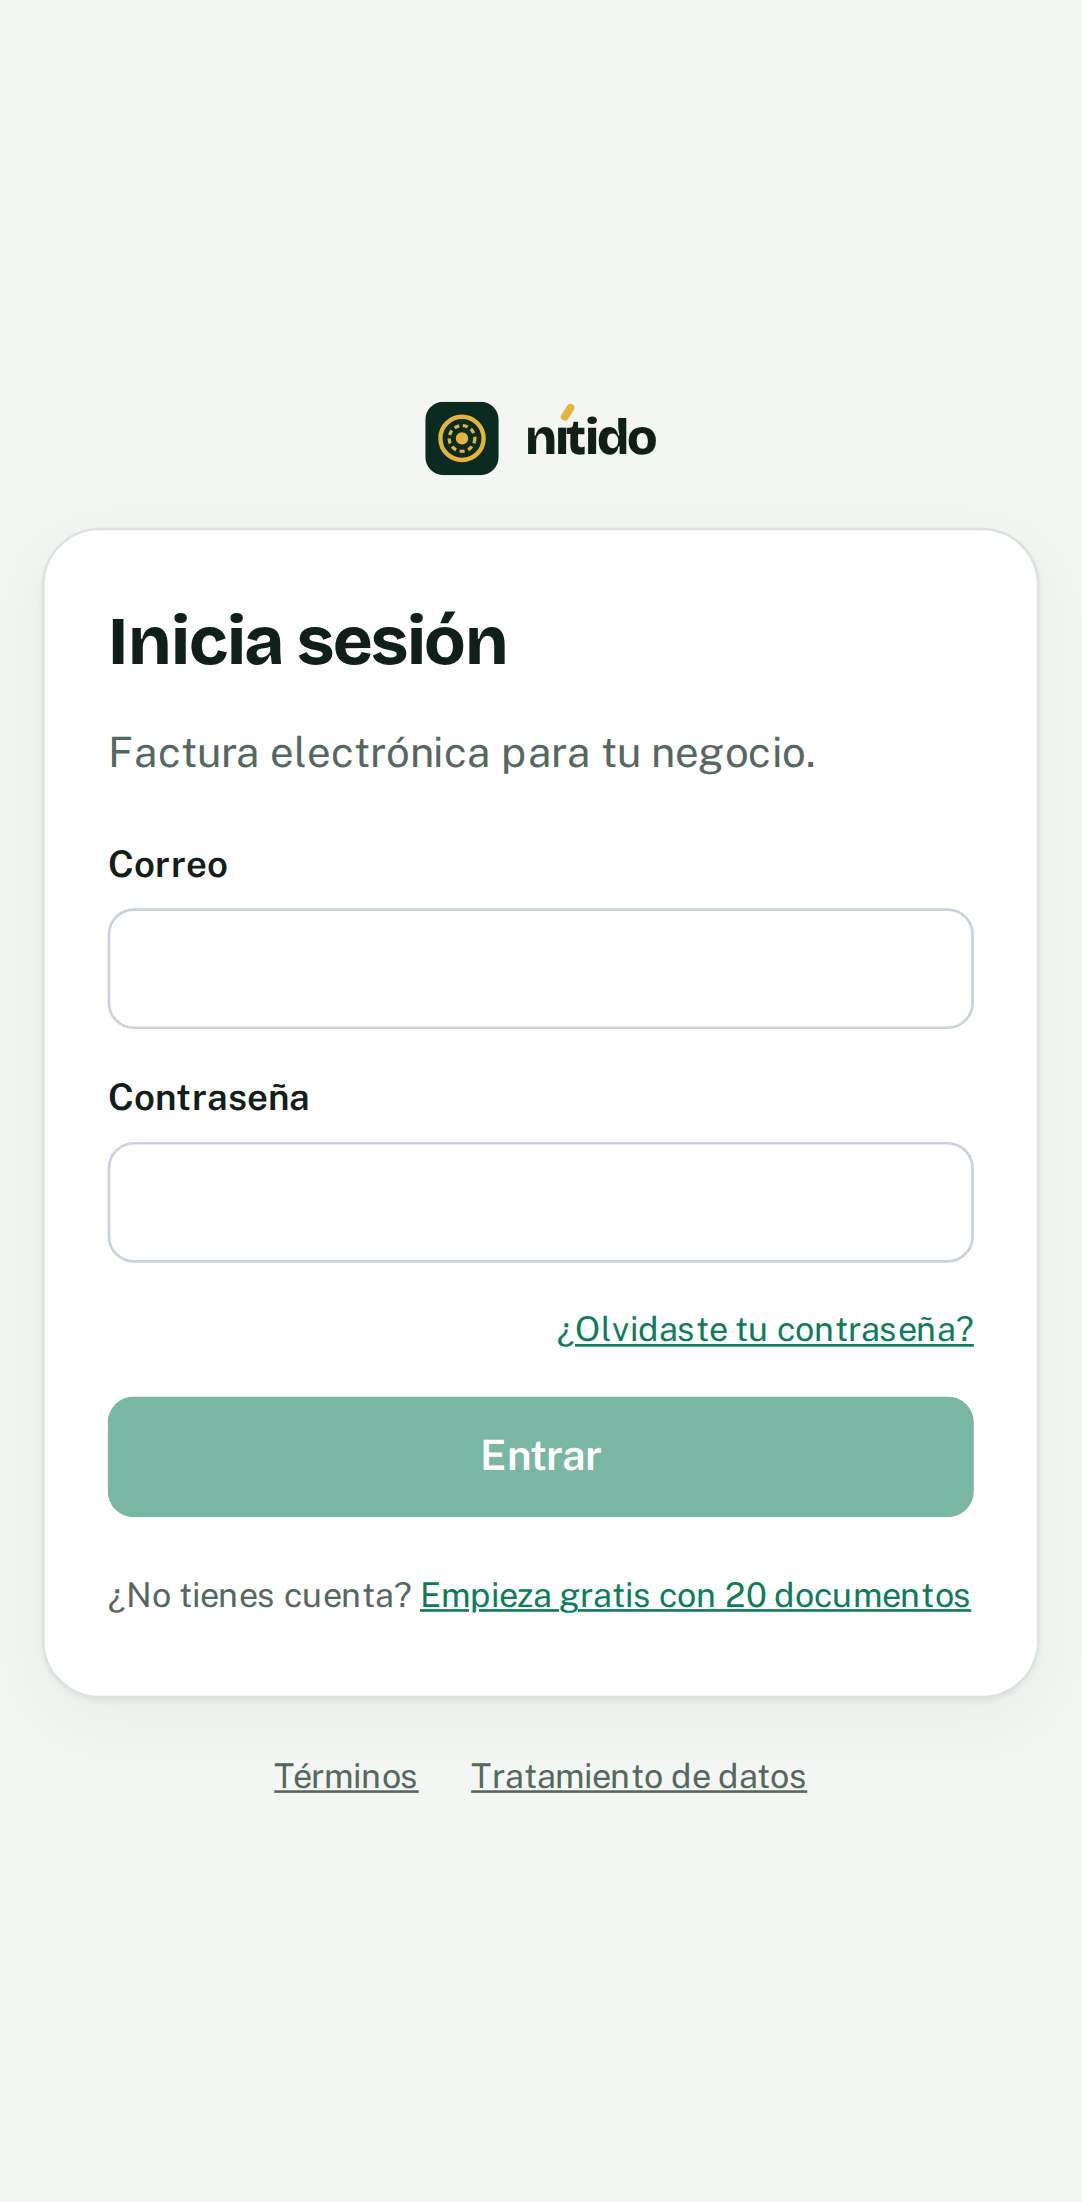 nítido
Inicia sesión
Factura electrónica para tu negocio.
Correo
Contraseña
¿Olvidaste tu contraseña?
Entrar
¿No tienes cuenta? Empieza gratis con 20 documentos
Términos Tratamiento de datos